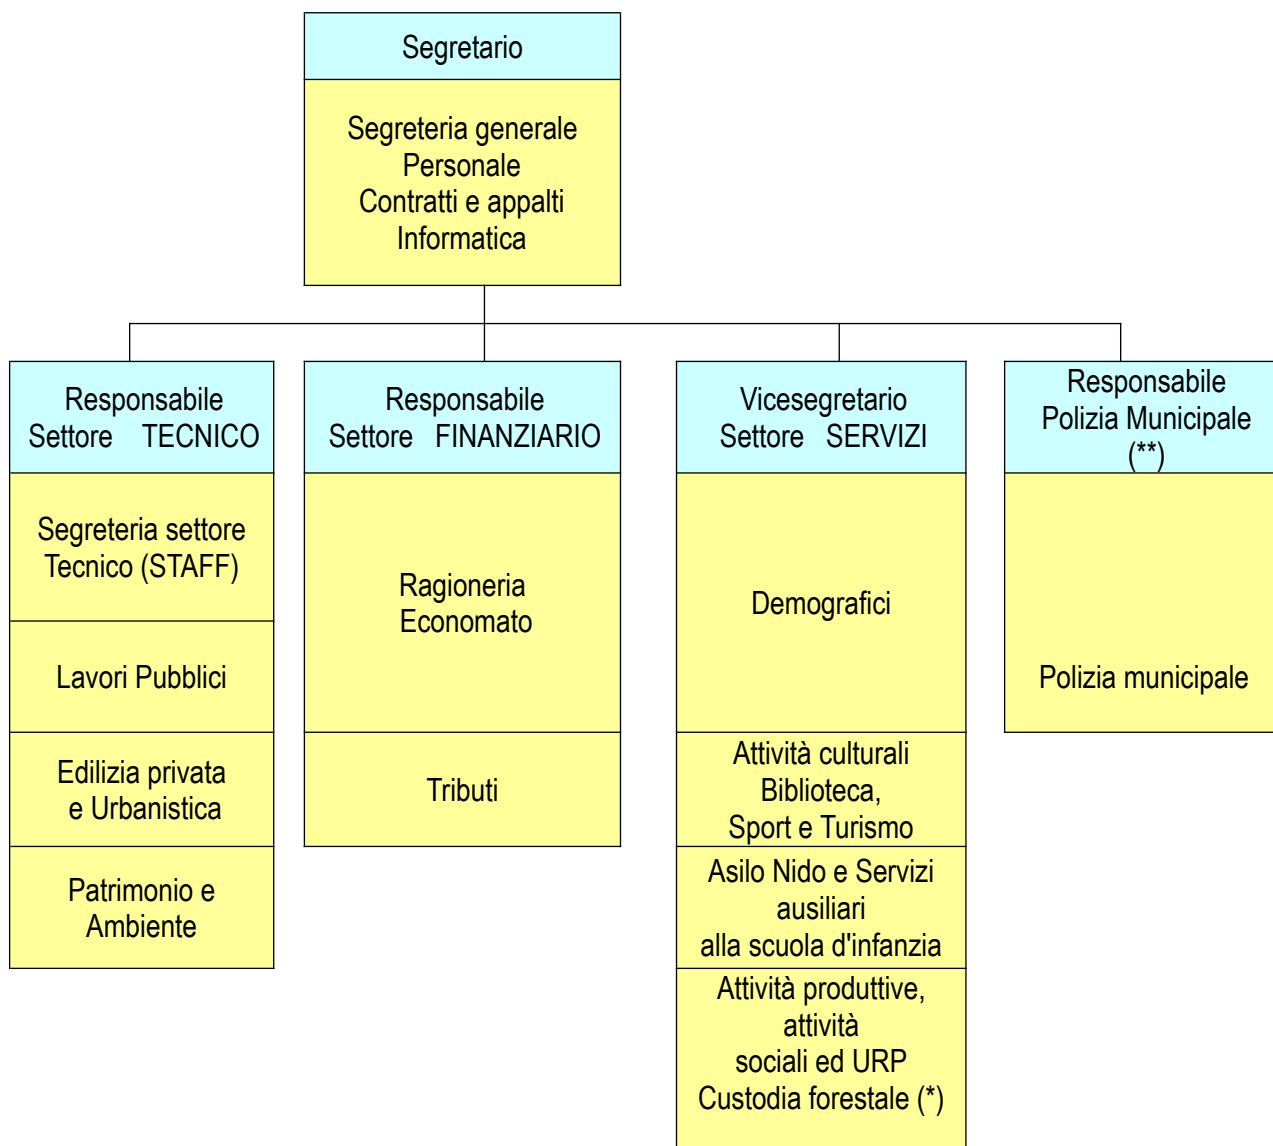 Segretario
Segreteria generale
Personale
Contratti e appalti
Informatica
Responsabile
Settore TECNICO
Segreteria settore
Tecnico (STAFF)
Lavori Pubblici
Edilizia privata
e Urbanistica
Patrimonio e
Ambiente
Responsabile
Settore FINANZIARIO
Ragioneria
Economato
Tributi
Vicesegretario
Settore SERVIZI
Demografici
Attività culturali
Biblioteca,
Sport e Turismo
Asilo Nido e Servizi
ausiliari
alla scuola d'infanzia
Attività produttive,
attività
sociali ed URP
Custodia forestale (*)
Responsabile
Polizia Municipale
(**)
Polizia municipale